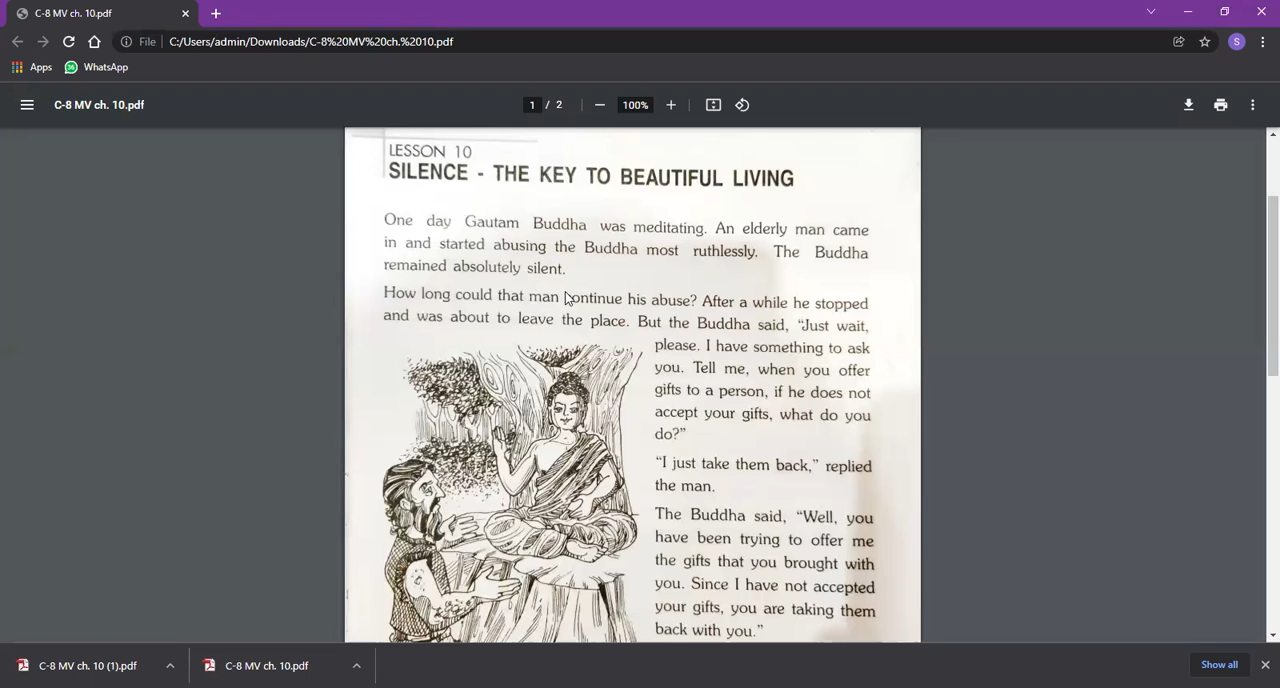 C-8 MV ch. 10.pdf
File
C:/Users/admin/Downloads/C-8%20MV%20ch.%2010.pdf
S
Apps
WhatsApp
C-8 MV ch. 10.pdf
1 / 2
100%
LESSON 10
SILENCE - THE KEY TO BEAUTIFUL LIVING
One day Gautam Buddha was meditating. An elderly man came
in and started abusing the Buddha most ruthlessly. The Buddha
remained absolutely silent.
How long could that man continue his abuse? After a while he stopped
and was about to leave the place. But the Buddha said, “Just wait,
please. I have something to ask
you. Tell me, when you offer
gifts to a person, if he does not
accept your gifts, what do you
do?”
“I just take them back,” replied
the man.
The Buddha said, “Well, you
have been trying to offer me
the gifts that you brought with
you. Since I have not accepted
your gifts, you are taking them
back with you.”
C-8 MV ch. 10 (1).pdf
C-8 MV ch. 10.pdf
Show all